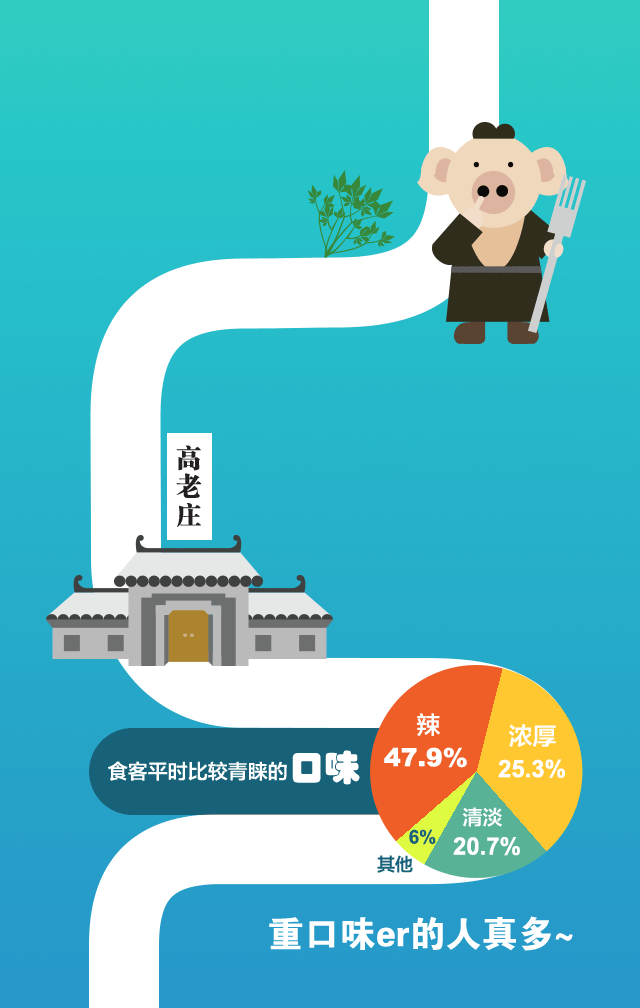 高老庄
辣
47.9%
浓厚
25.3%
食客平时比较青睐的口味
清淡
20.7%
6%
其他
重口味er的人真多~